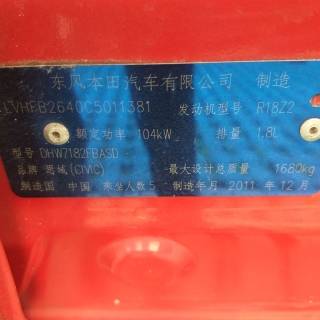 东风本田汽车有限公司 制造
LVHFB2640C5011381 发动机型号 R18Z2
额定功率 104kW 排量 1.8L
型号 DHW7182FBASD
品牌 思域(CIVIC) 最大设计总质量 1680kg
制造国 中国 乘坐人数 5 制造年月 2011 年 12 月